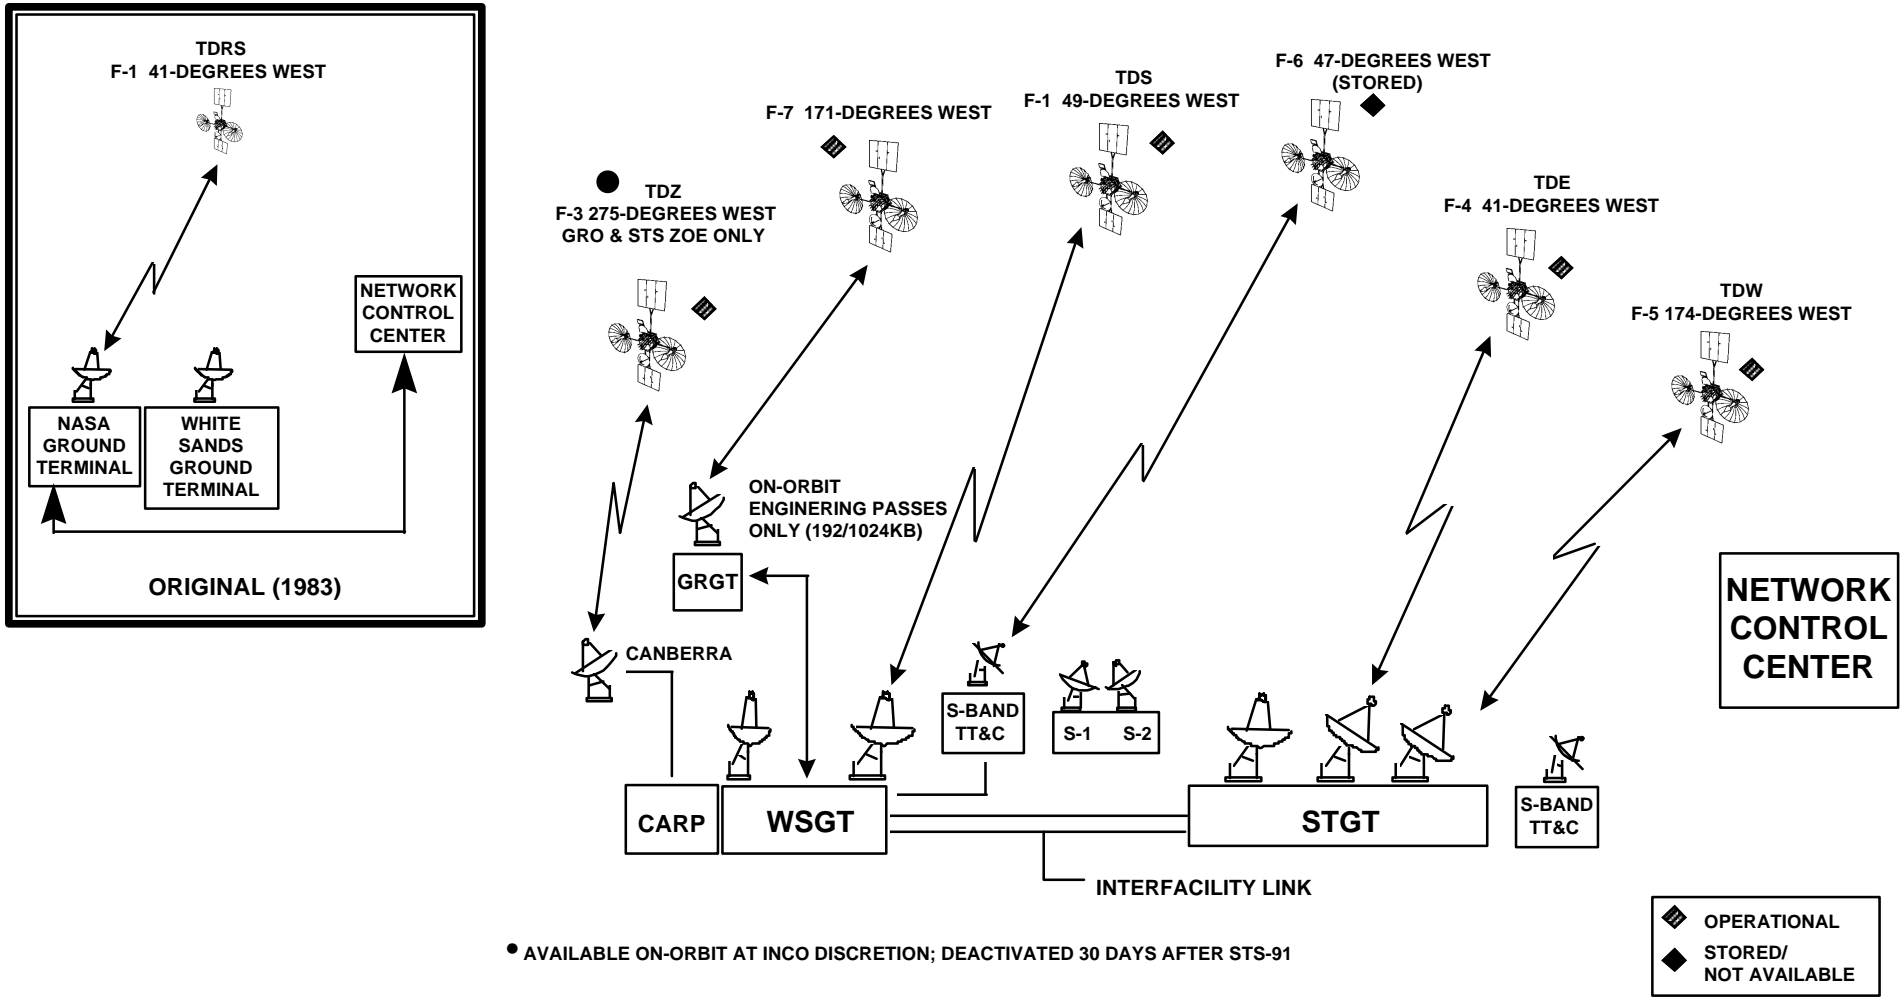 TDRS
F-1 41-DEGREES WEST
NETWORK
CONTROL
CENTER
NASA
GROUND
TERMINAL
WHITE
SANDS
GROUND
TERMINAL
ORIGINAL (1983)
TDZ
F-3 275-DEGREES WEST
GRO & STS ZOE ONLY
F-7 171-DEGREES WEST
TDS
F-1 49-DEGREES WEST
F-6 47-DEGREES WEST
(STORED)
TDE
F-4 41-DEGREES WEST
TDW
F-5 174-DEGREES WEST
ON-ORBIT
ENGINERING PASSES
ONLY (192/1024KB)
GRGT
CANBERRA
S-BAND
TT&C
S-1 S-2
NETWORK
CONTROL
CENTER
CARP
WSGT
STGT
S-BAND
TT&C
INTERFACILITY LINK
● AVAILABLE ON-ORBIT AT INCO DISCRETION; DEACTIVATED 30 DAYS AFTER STS-91
OPERATIONAL
STORED/
NOT AVAILABLE